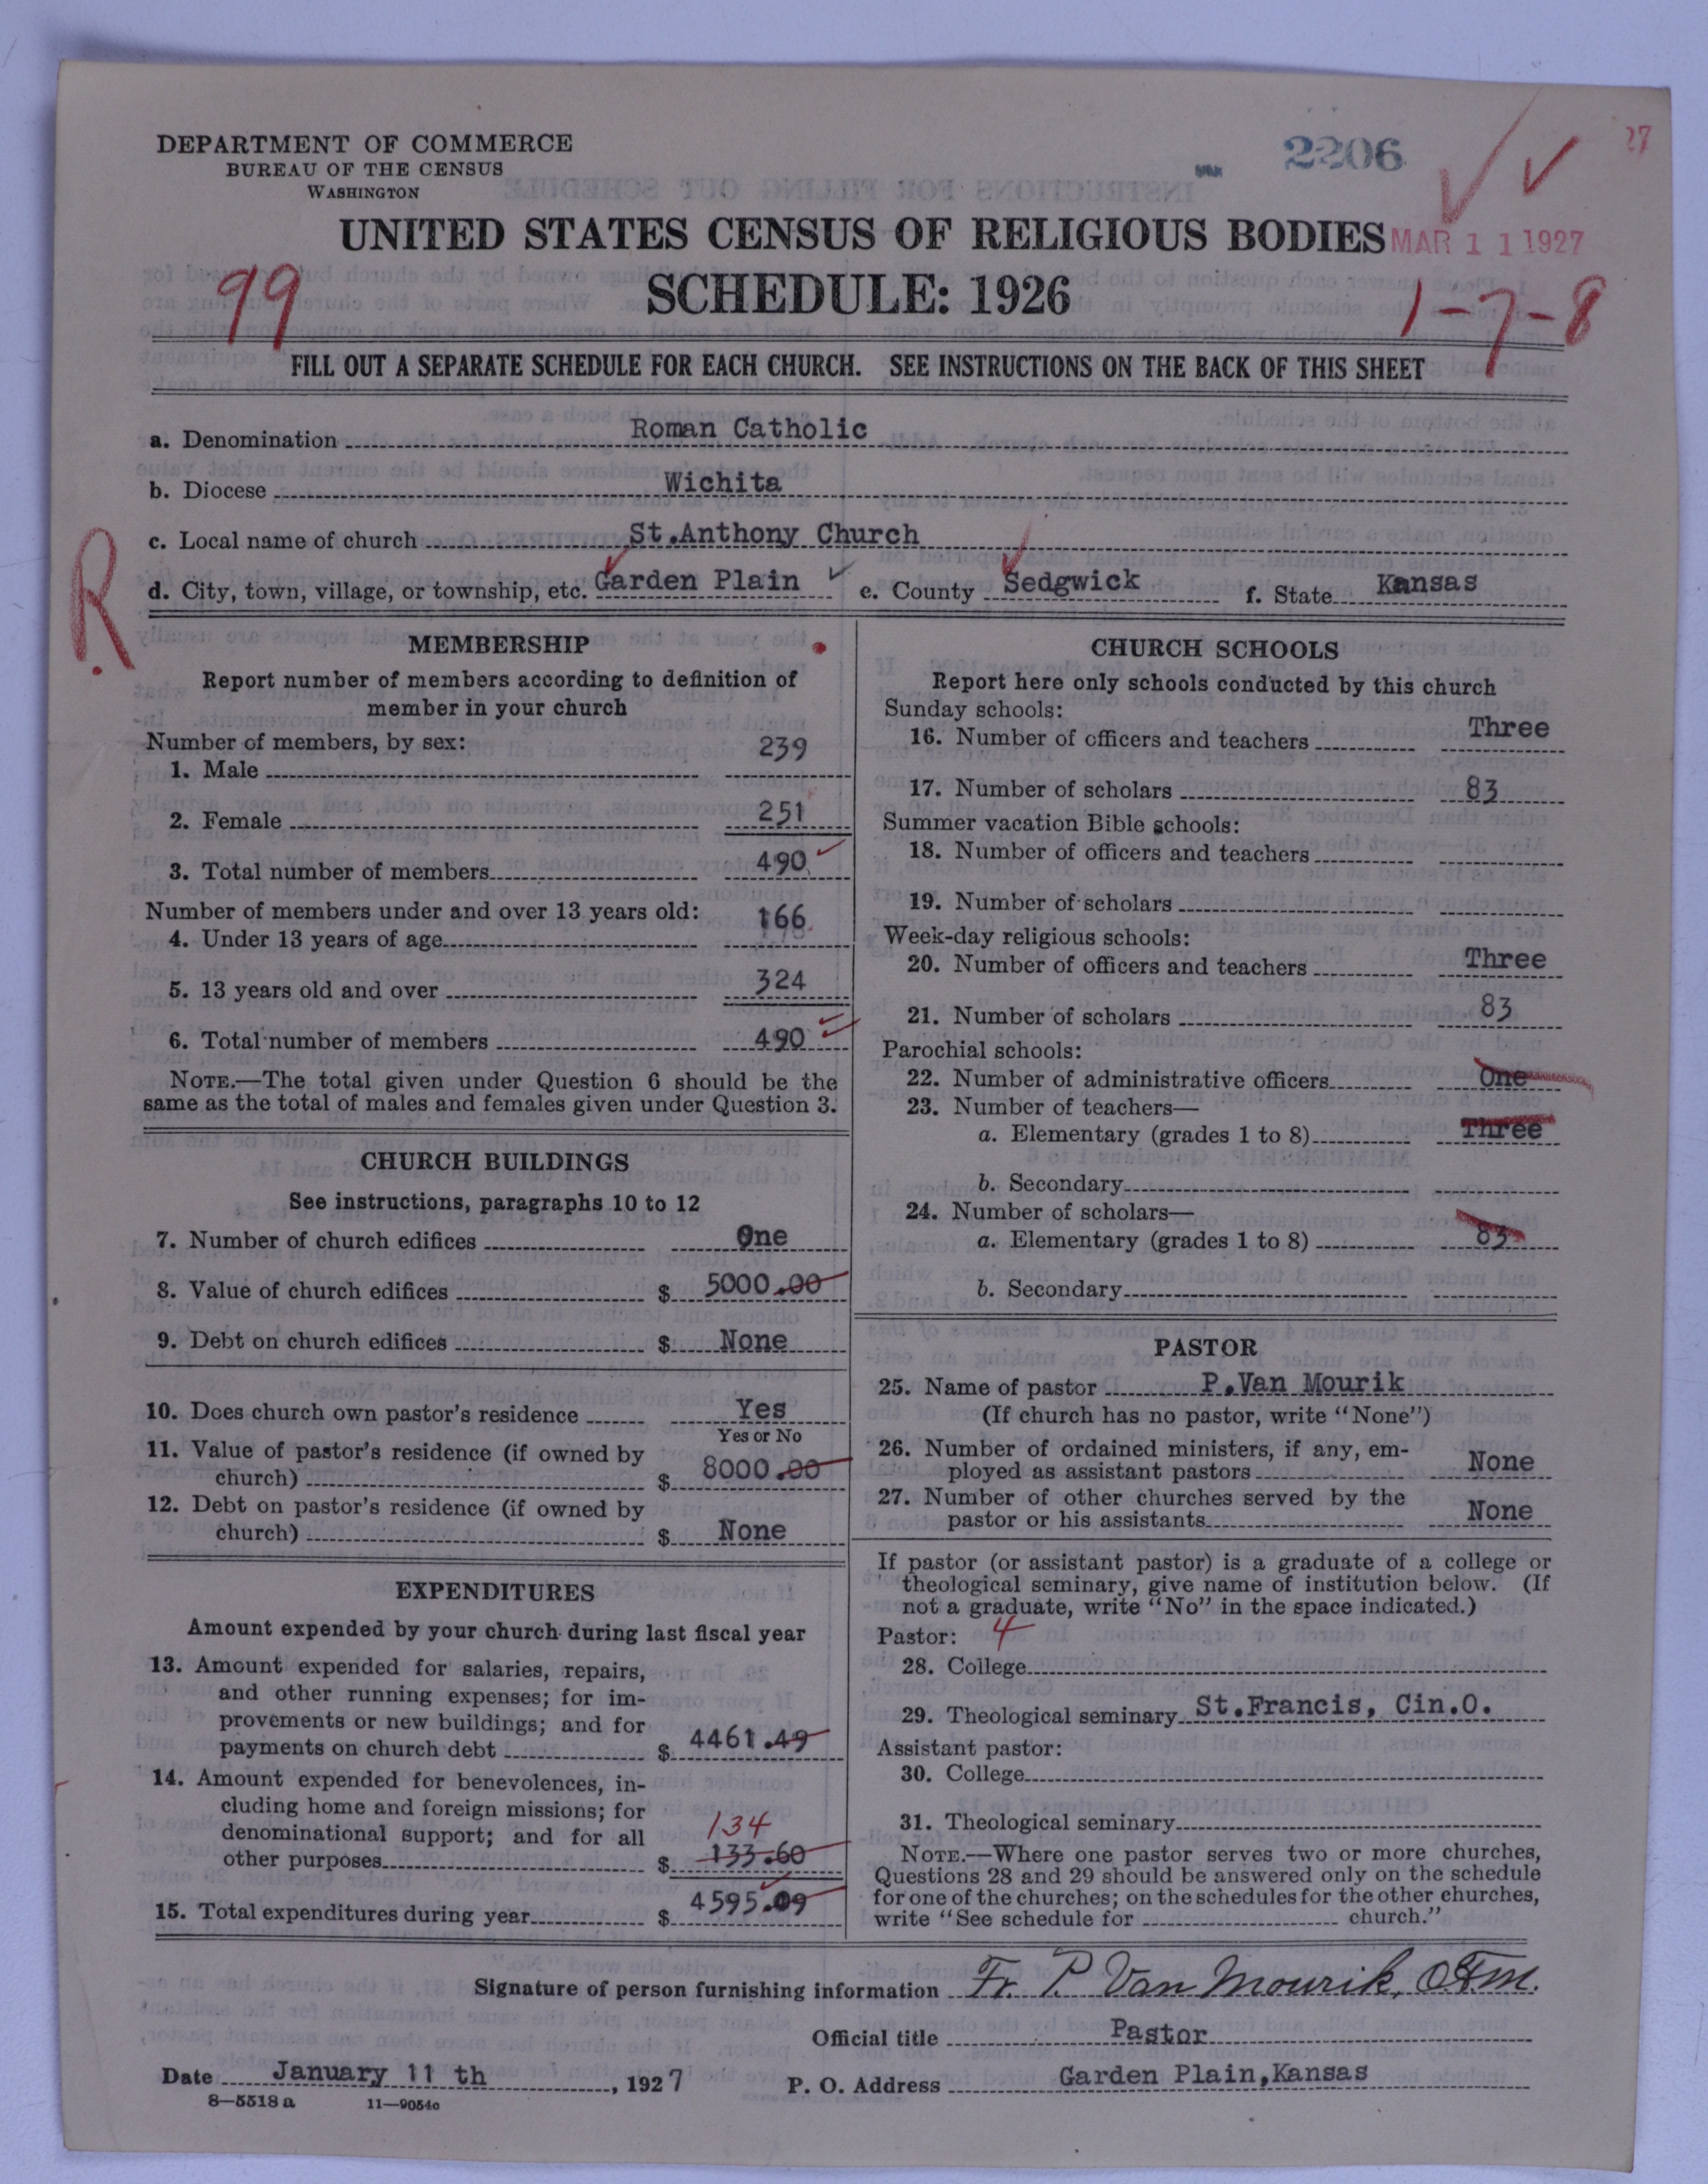 DEPARTMENT OF COMMERCE
BUREAU OF THE CENSUS
WASHINGTON
2206
27
UNITED STATES CENSUS OF RELIGIOUS BODIES
MAR 11 1927
99
SCHEDULE: 1926
1-7-8
FILL OUT A SEPARATE SCHEDULE FOR EACH CHURCH. SEE INSTRUCTIONS ON THE BACK OF THIS SHEET
a. Denomination Roman Catholic
b. Diocese Wichita
c. Local name of church St.Anthony Church
R.
d. City, town, village, or township, etc. Garden Plain e. County Sedgwick f. State Kansas
MEMBERSHIP
Report number of members according to definition of
member in your church
Number of members, by sex:
1. Male 239
2. Female 251
3. Total number of members 490
Number of members under and over 13 years old:
4. Under 13 years of age 166
5. 13 years old and over 324
6. Total number of members 490
NOTE.—The total given under Question 6 should be the
same as the total of males and females given under Question 3.
CHURCH BUILDINGS
See instructions, paragraphs 10 to 12
7. Number of church edifices One
8. Value of church edifices $ 5000.00
9. Debt on church edifices $ None
10. Does church own pastor's residence Yes
Yes or No
11. Value of pastor's residence (if owned by
church) $ 8000.00
12. Debt on pastor's residence (if owned by
church) $ None
EXPENDITURES
Amount expended by your church during last fiscal year
13. Amount expended for salaries, repairs,
and other running expenses; for im-
provements or new buildings; and for
payments on church debt $ 4461.49
14. Amount expended for benevolences, in-
cluding home and foreign missions; for
denominational support; and for all
134
other purposes $ 133.60
15. Total expenditures during year $ 4595.09
CHURCH SCHOOLS
Report here only schools conducted by this church
Sunday schools:
16. Number of officers and teachers Three
17. Number of scholars 83
Summer vacation Bible schools:
18. Number of officers and teachers
19. Number of scholars
Week-day religious schools:
20. Number of officers and teachers Three
21. Number of scholars 83
Parochial schools:
22. Number of administrative officers One
23. Number of teachers—
a. Elementary (grades 1 to 8) Three
b. Secondary
24. Number of scholars—
a. Elementary (grades 1 to 8) 83
b. Secondary
PASTOR
25. Name of pastor P.Van Mourik
(If church has no pastor, write "None")
26. Number of ordained ministers, if any, em-
ployed as assistant pastors None
27. Number of other churches served by the
pastor or his assistants None
If pastor (or assistant pastor) is a graduate of a college or
theological seminary, give name of institution below. (If
not a graduate, write "No" in the space indicated.)
Pastor: 4
28. College
29. Theological seminary St.Francis, Cin.O.
Assistant pastor:
30. College
31. Theological seminary
NOTE.—Where one pastor serves two or more churches,
Questions 28 and 29 should be answered only on the schedule
for one of the churches; on the schedules for the other churches,
write "See schedule for church."
Signature of person furnishing information Fr. P. Van Mourik, O.F.M.
Official title Pastor
Date January 11 th, 1927 P. O. Address Garden Plain,Kansas
8—5518 a 11—9054c